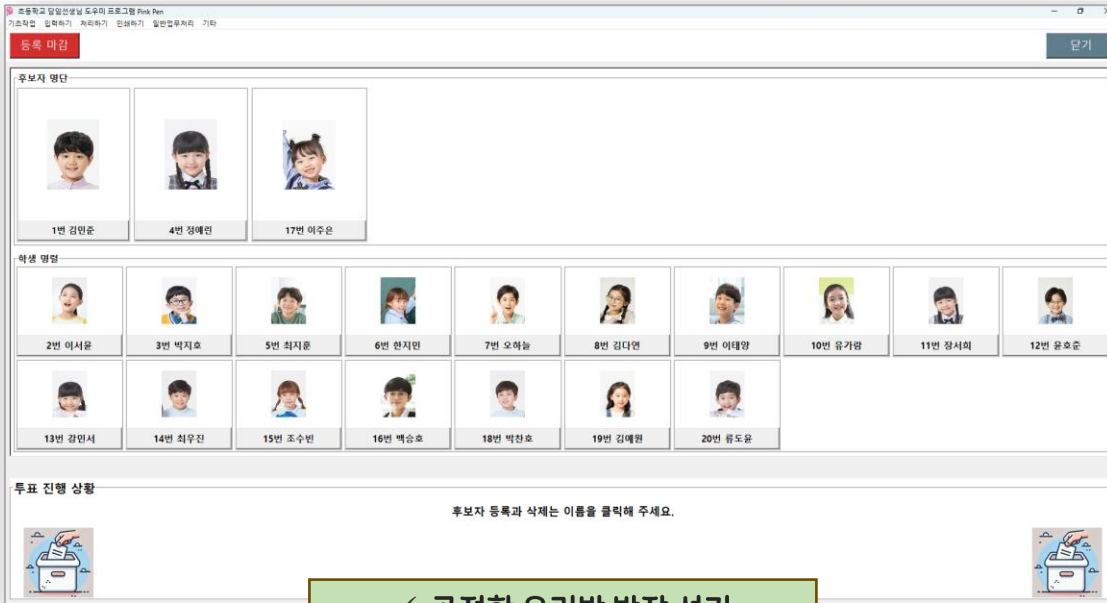 초등학교 담임선생님 도우미 프로그램 Pink Pen
기초작업 입력하기 처리하기 인쇄하기 일반업무처리 기타
등록 마감
닫기
후보자 명단
1번 김민준
4번 정예린
17번 이주은
학생 명렬
2번 이서윤
3번 박지호
5번 최지훈
6번 한지민
7번 오하늘
8번 김다연
9번 이태양
10번 유가람
11번 장서희
12번 윤호준
13번 강민서
14번 최우진
15번 조수빈
16번 백승호
18번 박찬호
19번 김예원
20번 류도윤
투표 진행 상황
후보자 등록과 삭제는 이름을 클릭해 주세요.